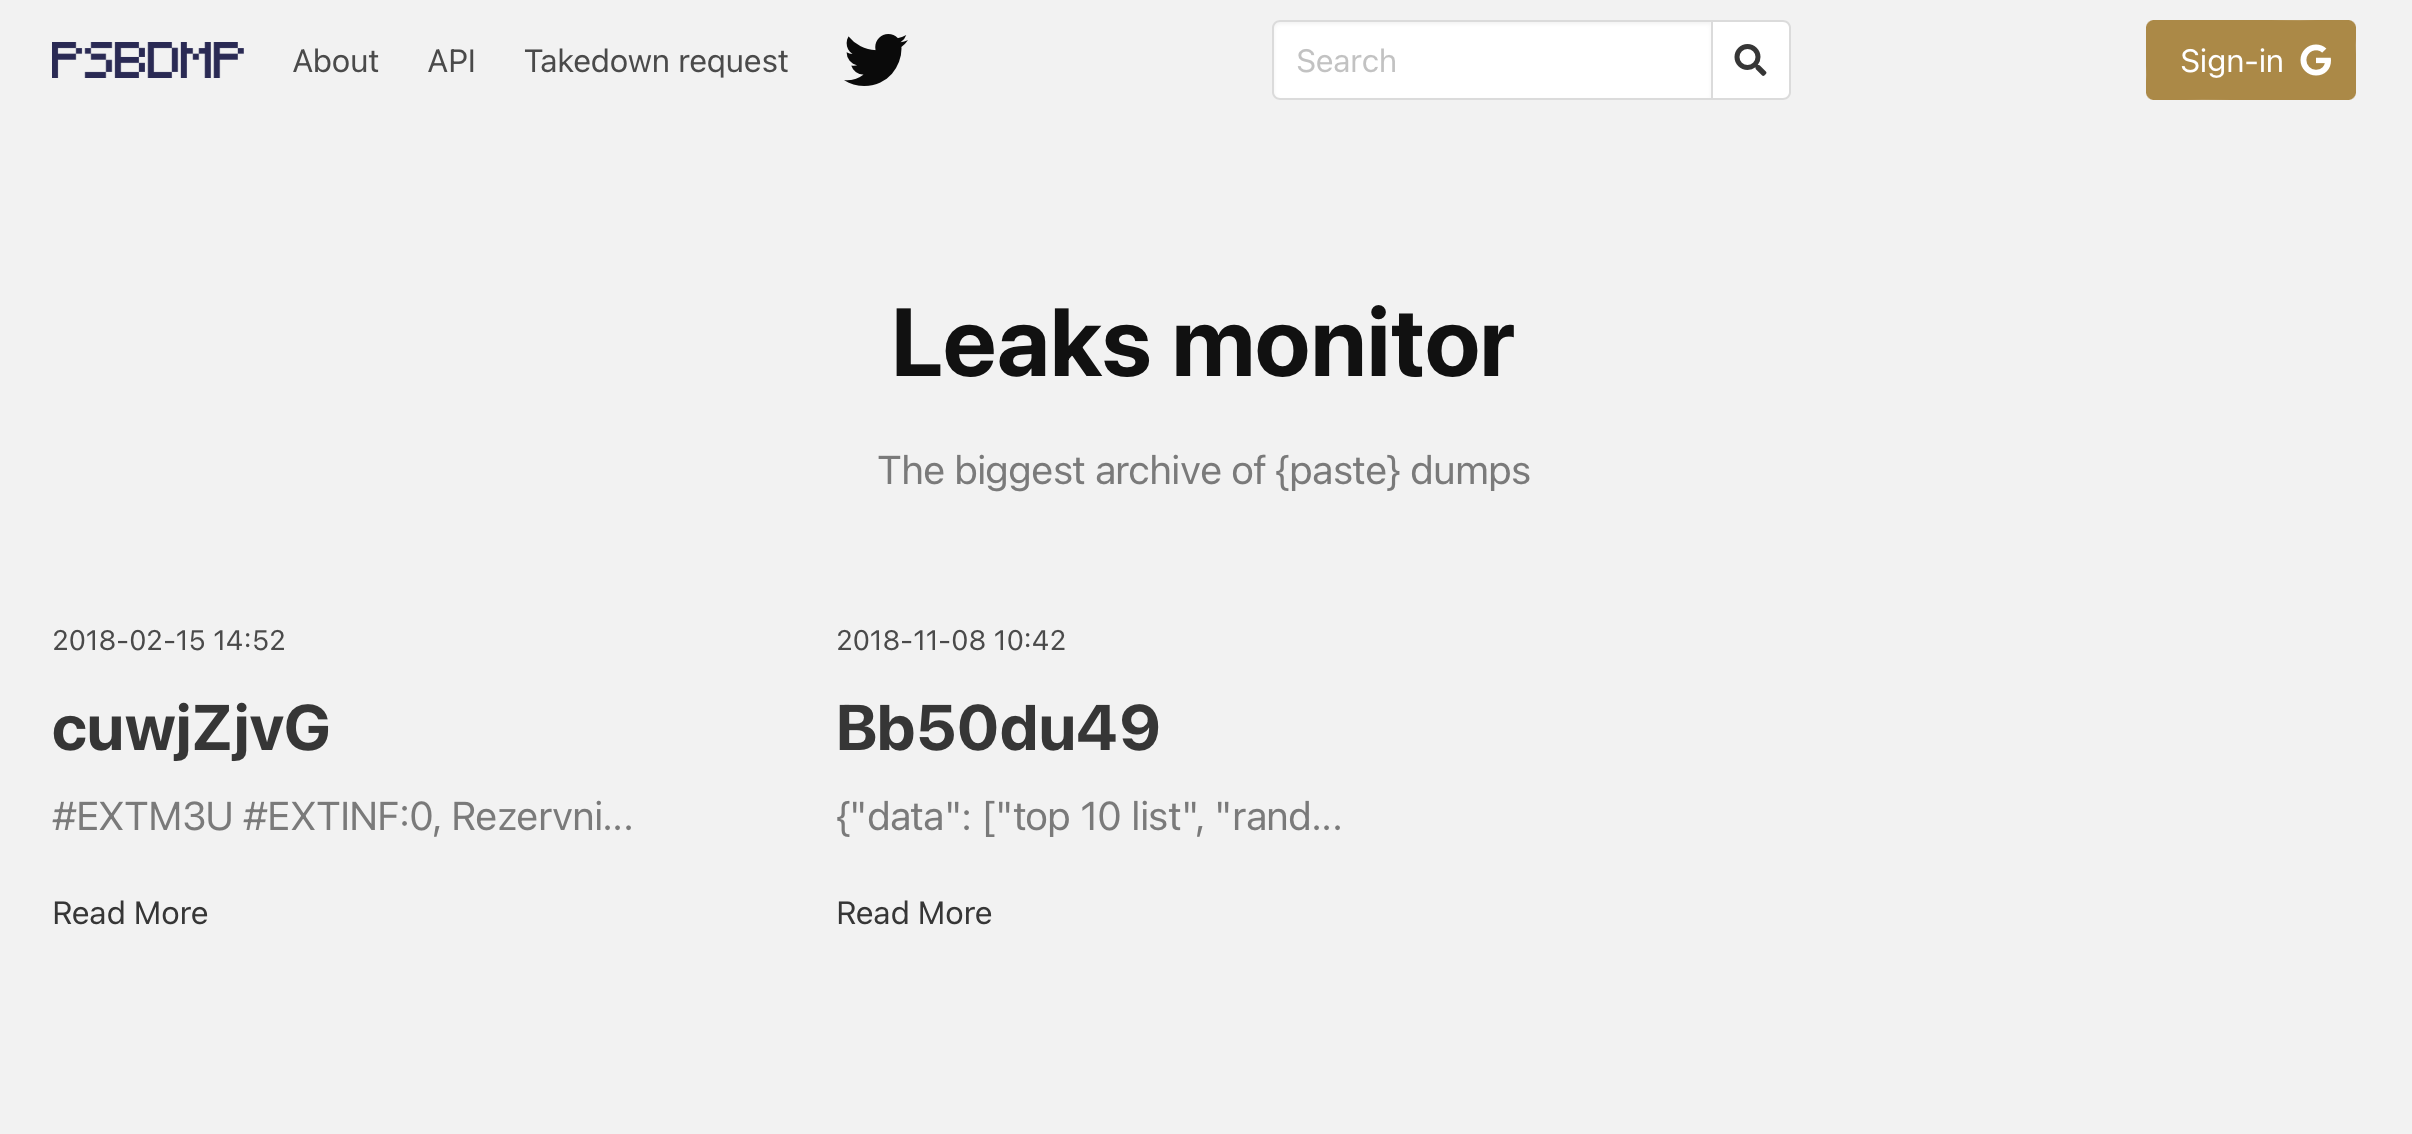 PSBDMP About API Takedown request Search Sign-in G
Leaks monitor
The biggest archive of {paste} dumps
2018-02-15 14:52
cuwjZjvG
#EXTM3U #EXTINF:0, Rezervni...
Read More
2018-11-08 10:42
Bb50du49
{"data": ["top 10 list", "rand...
Read More